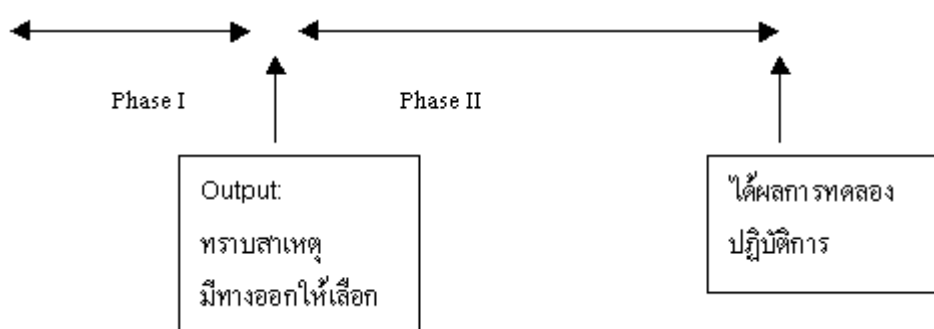 Phase I
Phase II
Output:
ทราบสาเหตุ
มีทางออกให้เลือก
ได้ผลการทดลอง
ปฏิบัติการ